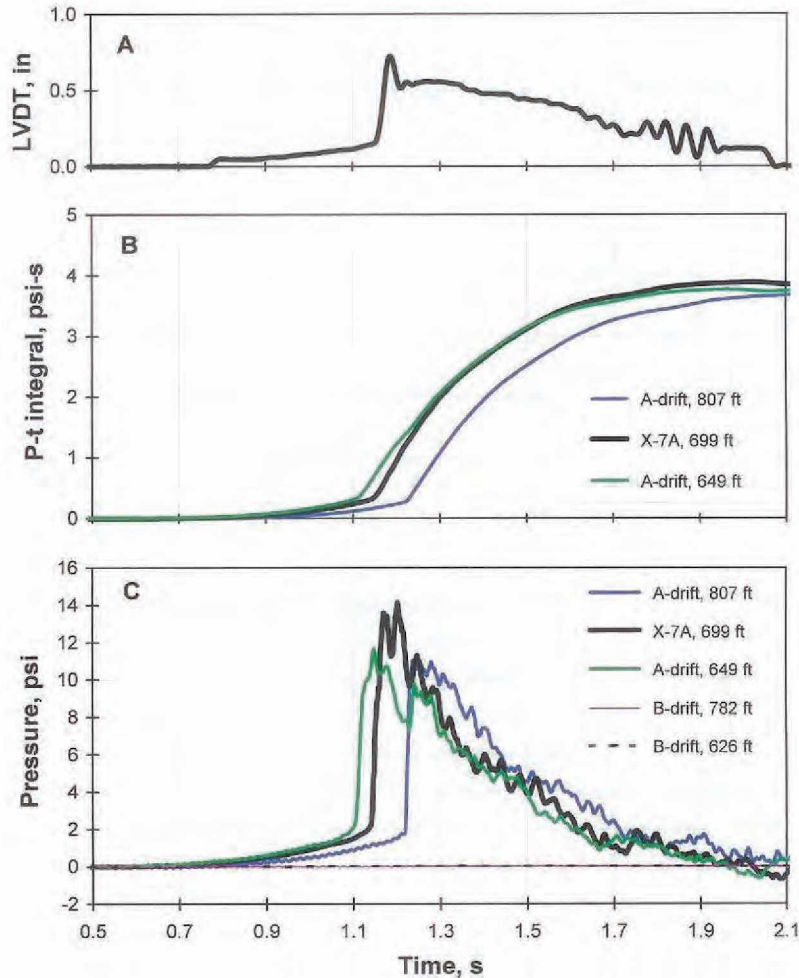 1.0
A
LVDT, in
0.5
0.0
5
B
4
P-t integral, psi-s
3
2
A-drift, 807 ft
X-7A, 699 ft
1
A-drift, 649 ft
0
16
C
A-drift, 807 ft
14
X-7A, 699 ft
12
A-drift, 649 ft
10
B-drift, 782 ft
8
B-drift, 626 ft
Pressure, psi
6
4
2
0
-2
0.5 0.7 0.9 1.1 1.3 1.5 1.7 1.9 2.1
Time, s